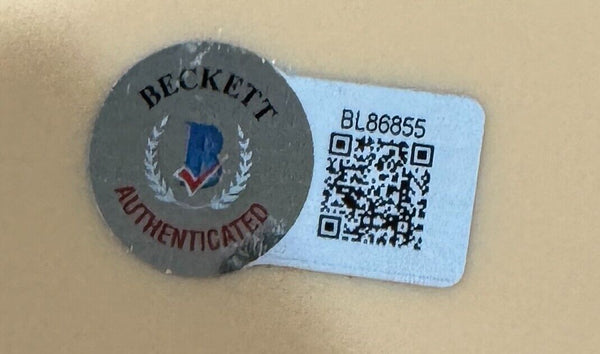 BECKETT
B
AUTHENTICATED
BL86855